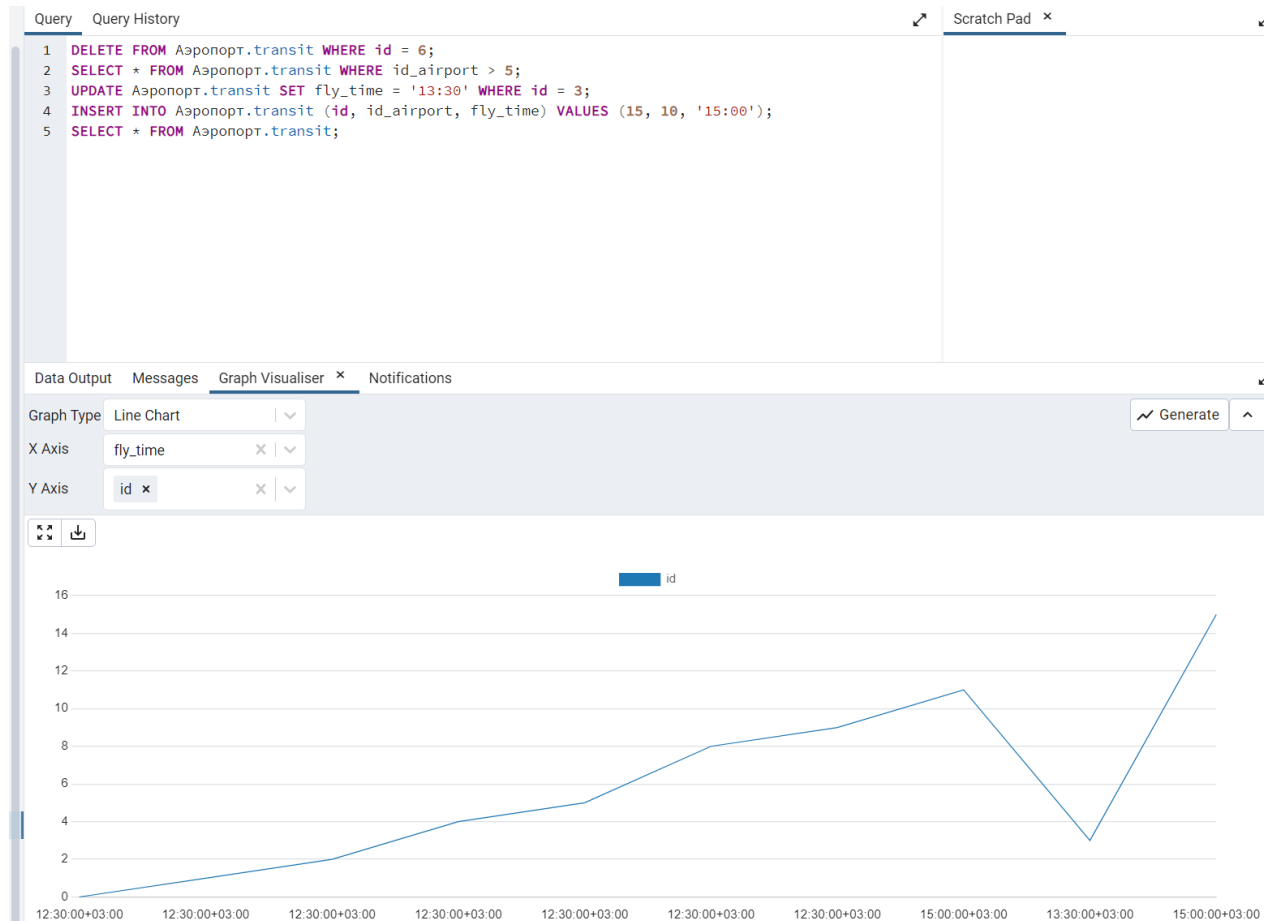 Query Query History Scratch Pad
1 DELETE FROM Аэропорт.transit WHERE id = 6;
2 SELECT * FROM Аэропорт.transit WHERE id_airport > 5;
3 UPDATE Аэропорт.transit SET fly_time = '13:30' WHERE id = 3;
4 INSERT INTO Аэропорт.transit (id, id_airport, fly_time) VALUES (15, 10, '15:00');
5 SELECT * FROM Аэропорт.transit;
Data Output Messages Graph Visualiser Notifications
Graph Type Line Chart Generate
X Axis fly_time
Y Axis id
id
16
14
12
10
8
6
4
2
0
12:30:00+03:00 12:30:00+03:00 12:30:00+03:00 12:30:00+03:00 12:30:00+03:00 12:30:00+03:00 12:30:00+03:00 15:00:00+03:00 13:30:00+03:00 15:00:00+03:00